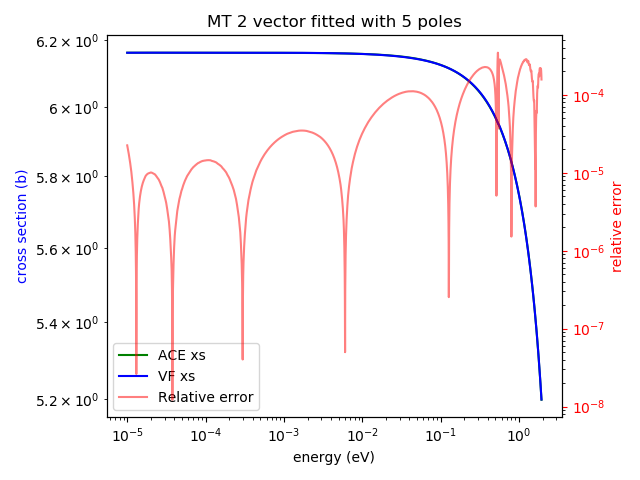 MT 2 vector fitted with 5 poles
6.2 × 10⁰
6 × 10⁰
5.8 × 10⁰
5.6 × 10⁰
5.4 × 10⁰
5.2 × 10⁰
cross section (b)
10⁻⁴
10⁻⁵
10⁻⁶
10⁻⁷
10⁻⁸
relative error
ACE xs
VF xs
Relative error
10⁻⁵ 10⁻⁴ 10⁻³ 10⁻² 10⁻¹ 10⁰
energy (eV)